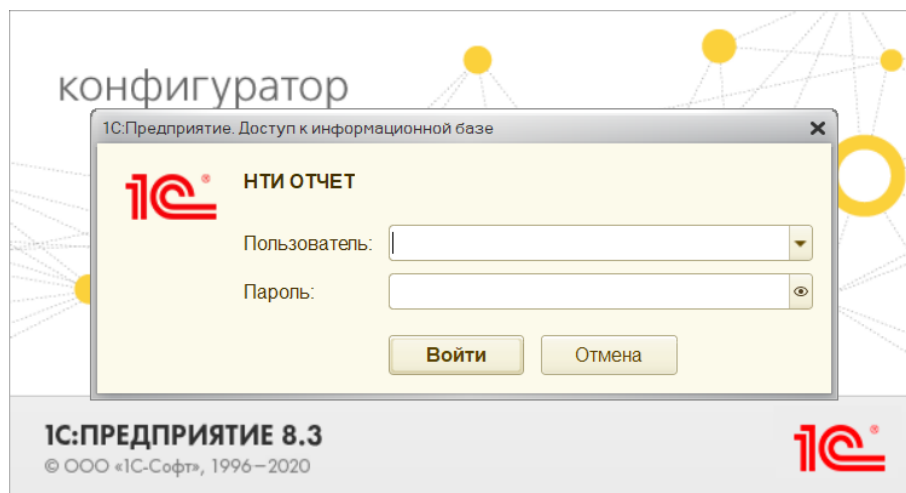 конфигуратор
1С:Предприятие. Доступ к информационной базе
1С®
НТИ ОТЧЕТ
Пользователь:
Пароль:
Войти Отмена
1С:ПРЕДПРИЯТИЕ 8.3
© ООО «1С-Софт», 1996–2020
1С®